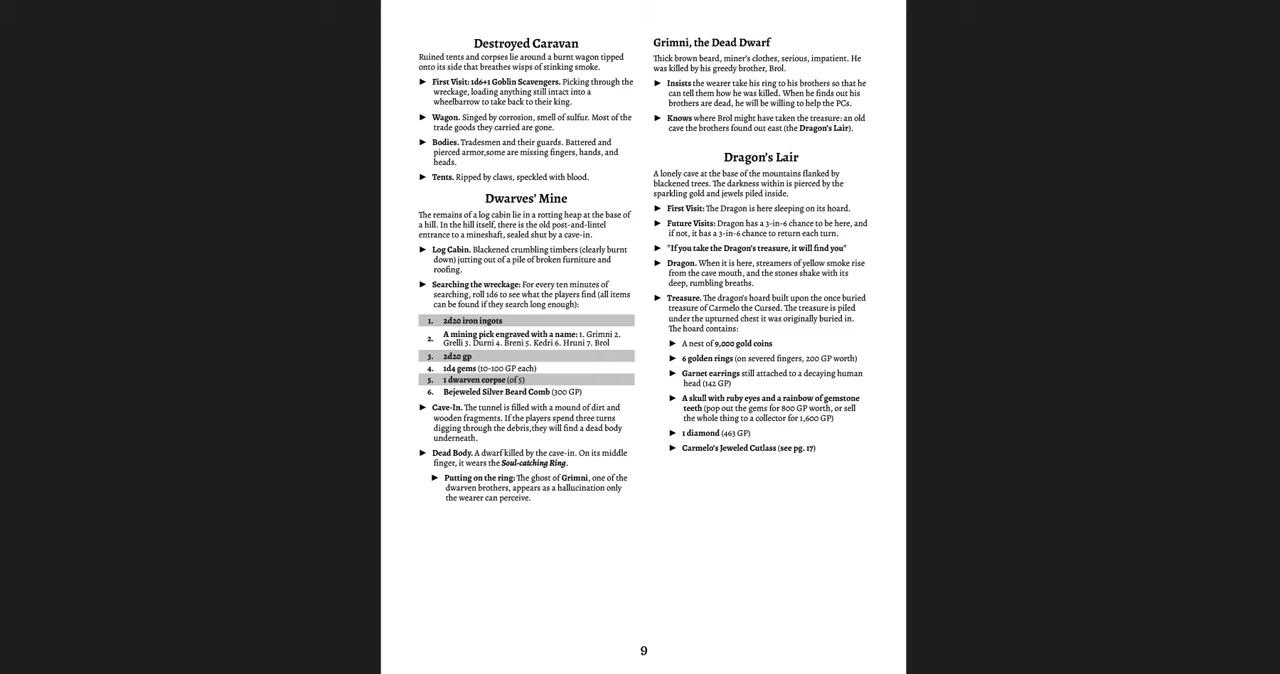 Destroyed Caravan
Ruined tents and corpses lie around a burnt wagon tipped
onto its side that breathes wisps of stinking smoke.
► First Visit: 1d6+1 Goblin Scavengers. Picking through the
wreckage, loading anything still intact into a
wheelbarrow to take back to their king.
► Wagon. Singed by corrosion, smell of sulfur. Most of the
trade goods they carried are gone.
► Bodies. Tradesmen and their guards. Battered and
pierced armor,some are missing fingers, hands, and
heads.
► Tents. Ripped by claws, speckled with blood.
Dwarves’ Mine
The remains of a log cabin lie in a rotting heap at the base of
a hill. In the hill itself, there is the old post-and-lintel
entrance to a mineshaft, sealed shut by a cave-in.
► Log Cabin. Blackened crumbling timbers (clearly burnt
down) jutting out of a pile of broken furniture and
roofing.
► Searching the wreckage: For every ten minutes of
searching, roll 1d6 to see what the players find (all items
can be found if they search long enough):
1. 2d20 iron ingots
2. A mining pick engraved with a name: 1. Grimni 2.
Grelli 3. Durni 4. Breni 5. Kedri 6. Hruni 7. Brol
3. 2d20 gp
4. 1d4 gems (10-100 GP each)
5. 1 dwarven corpse (of 5)
6. Bejeweled Silver Beard Comb (300 GP)
► Cave-In. The tunnel is filled with a mound of dirt and
wooden fragments. If the players spend three turns
digging through the debris,they will find a dead body
underneath.
► Dead Body. A dwarf killed by the cave-in. On its middle
finger, it wears the Soul-catching Ring.
► Putting on the ring: The ghost of Grimni, one of the
dwarven brothers, appears as a hallucination only
the wearer can perceive.
Grimni, the Dead Dwarf
Thick brown beard, miner’s clothes, serious, impatient. He
was killed by his greedy brother, Brol.
► Insists the wearer take his ring to his brothers so that he
can tell them how he was killed. When he finds out his
brothers are dead, he will be willing to help the PCs.
► Knows where Brol might have taken the treasure: an old
cave the brothers found out east (the Dragon’s Lair).
Dragon’s Lair
A lonely cave at the base of the mountains flanked by
blackened trees. The darkness within is pierced by the
sparkling gold and jewels piled inside.
► First Visit: The Dragon is here sleeping on its hoard.
► Future Visits: Dragon has a 3-in-6 chance to be here, and
if not, it has a 3-in-6 chance to return each turn.
► "If you take the Dragon’s treasure, it will find you"
► Dragon. When it is here, streamers of yellow smoke rise
from the cave mouth, and the stones shake with its
deep, rumbling breaths.
► Treasure. The dragon’s hoard built upon the once buried
treasure of Carmelo the Cursed. The treasure is piled
under the upturned chest it was originally buried in.
The hoard contains:
► A nest of 9,000 gold coins
► 6 golden rings (on severed fingers, 200 GP worth)
► Garnet earrings still attached to a decaying human
head (142 GP)
► A skull with ruby eyes and a rainbow of gemstone
teeth (pop out the gems for 800 GP worth, or sell
the whole thing to a collector for 1,600 GP)
► 1 diamond (463 GP)
► Carmelo’s Jeweled Cutlass (see pg. 17)
9